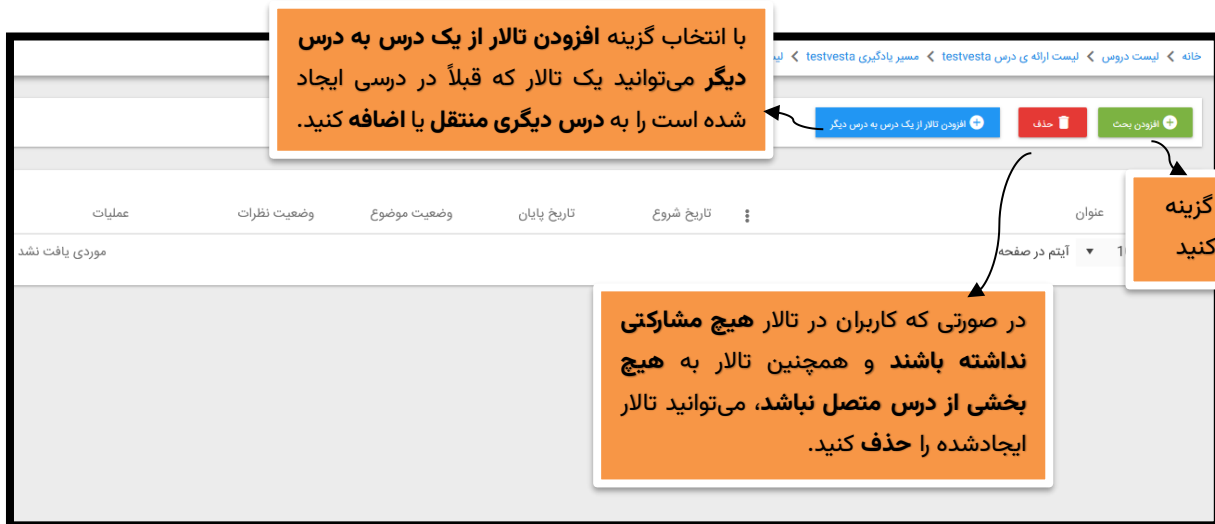 با انتخاب گزینه افزودن تالار از یک درس به درس
دیگر می‌توانید یک تالار که قبلاً در درسی ایجاد
شده است را به درس دیگری منتقل یا اضافه کنید.
خانه ❯ لیست دروس ❯ لیست ارائه ی درس testvesta ❯ مسیر یادگیری testvesta ❯
افزودن بحث
حذف
افزودن تالار از یک درس به درس دیگر
گزینه
کنید
عنوان
تاریخ شروع
تاریخ پایان
وضعیت موضوع
وضعیت نظرات
عملیات
آیتم در صفحه
موردی یافت نشد
در صورتی که کاربران در تالار هیچ مشارکتی
نداشته باشند و همچنین تالار به هیچ
بخشی از درس متصل نباشد، می‌توانید تالار
ایجادشده را حذف کنید.